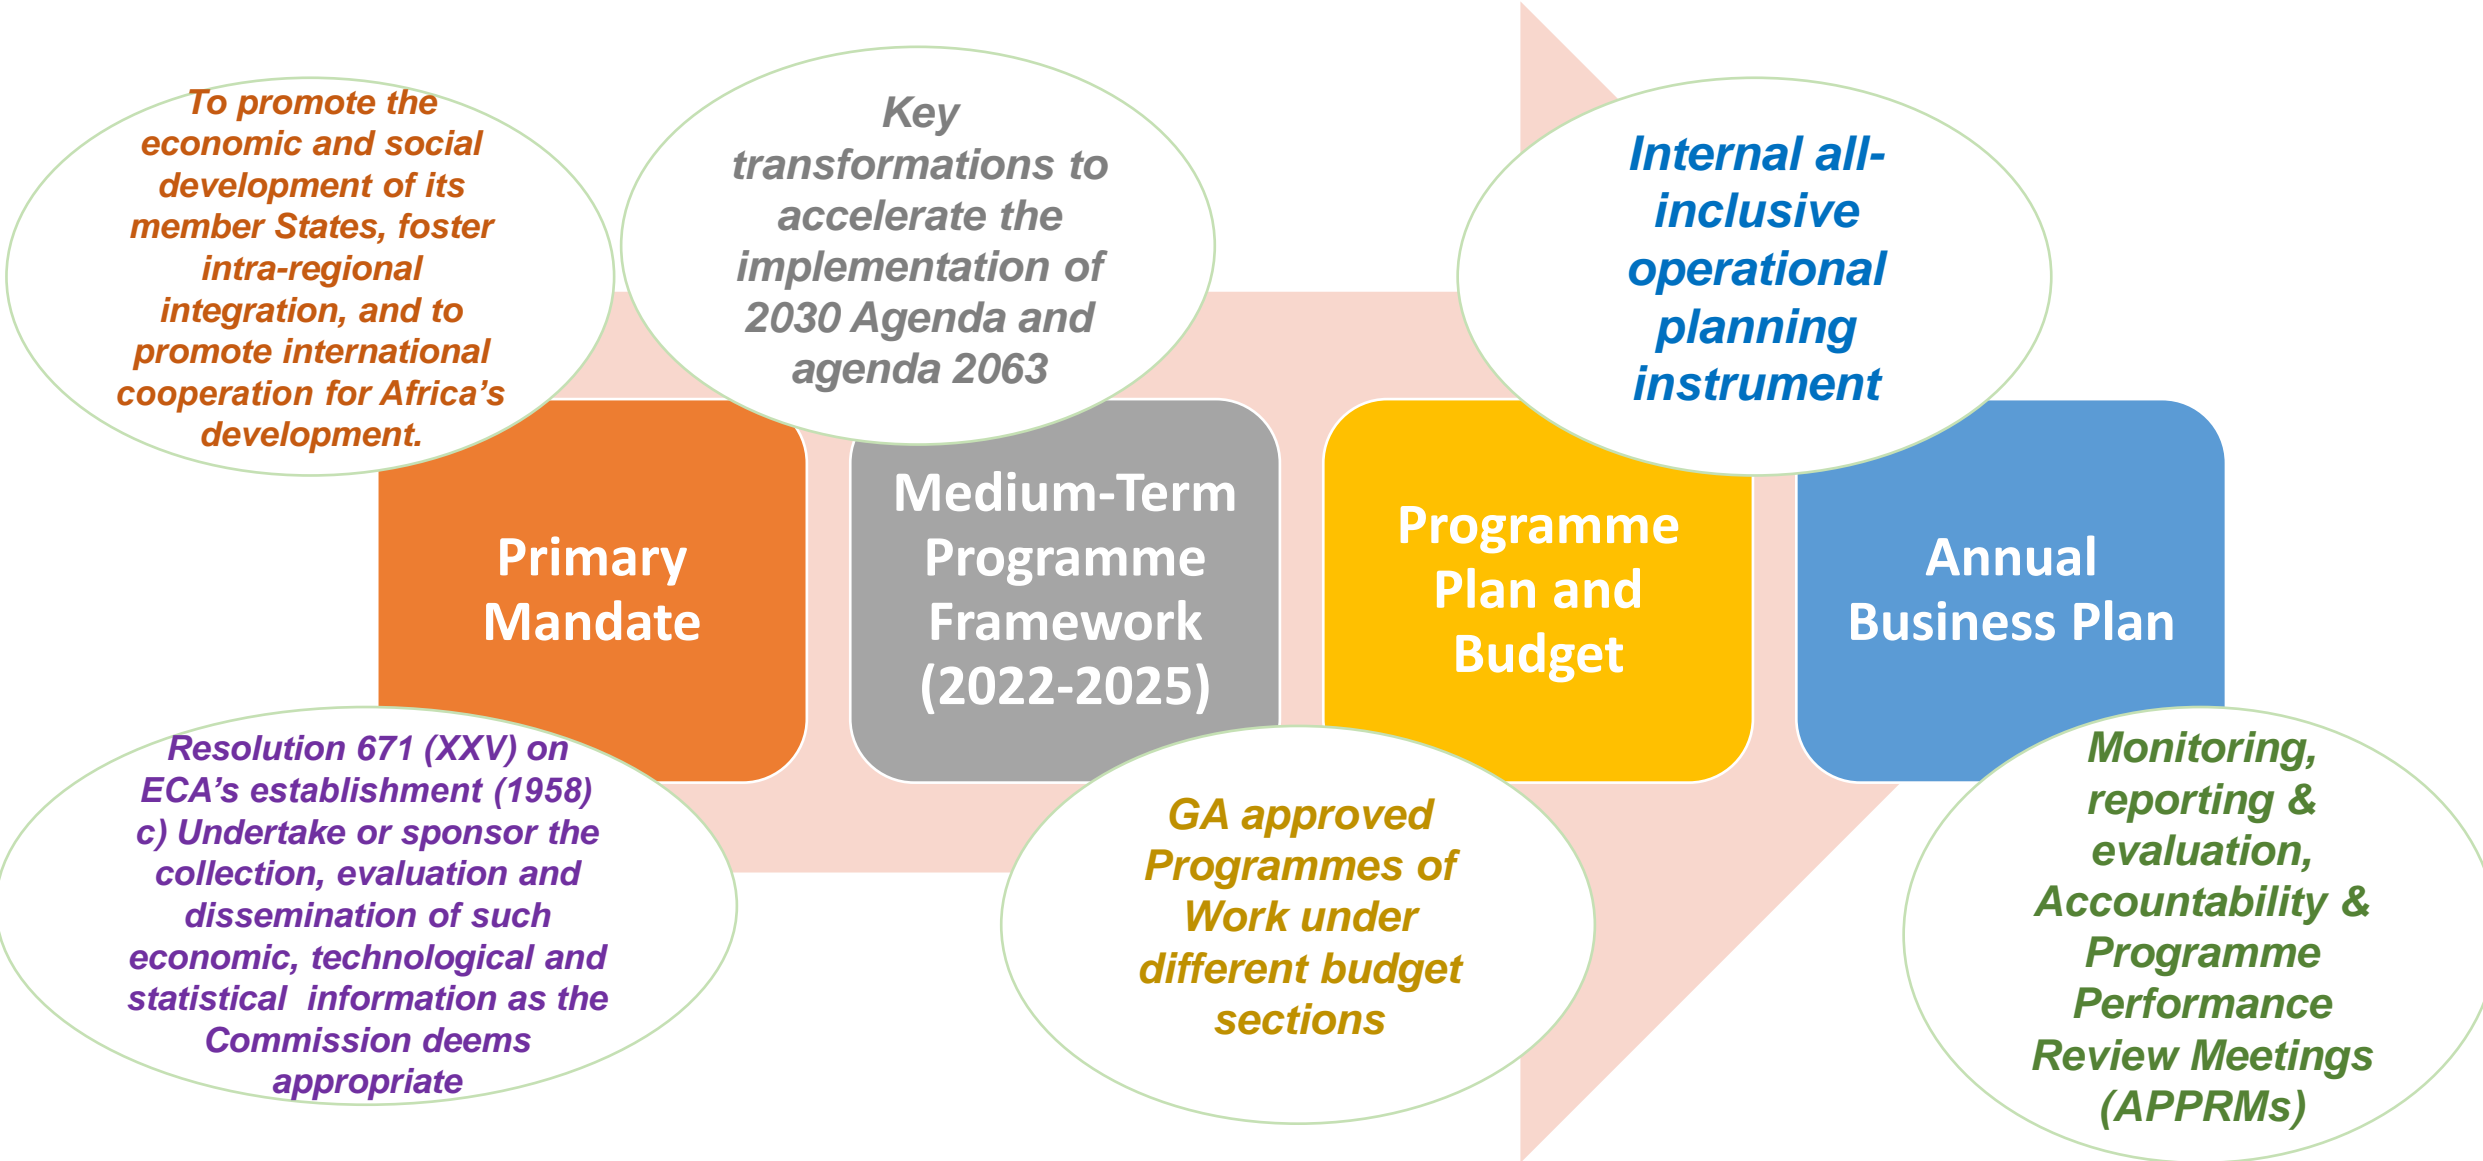 To promote the
economic and social
development of its
member States, foster
intra-regional
integration, and to
promote international
cooperation for Africa's
development.
Key
transformations to
accelerate the
implementation of
2030 Agenda and
agenda 2063
Internal all-
inclusive
operational
planning
instrument
Primary
Mandate
Medium-Term
Programme
Framework
(2022-2025)
Programme
Plan and
Budget
Annual
Business Plan
Resolution 671 (XXV) on
ECA's establishment (1958)
c) Undertake or sponsor the
collection, evaluation and
dissemination of such
economic, technological and
statistical  information as the
Commission deems
appropriate
GA approved
Programmes of
Work under
different budget
sections
Monitoring,
reporting &
evaluation,
Accountability &
Programme
Performance
Review Meetings
(APPRMs)